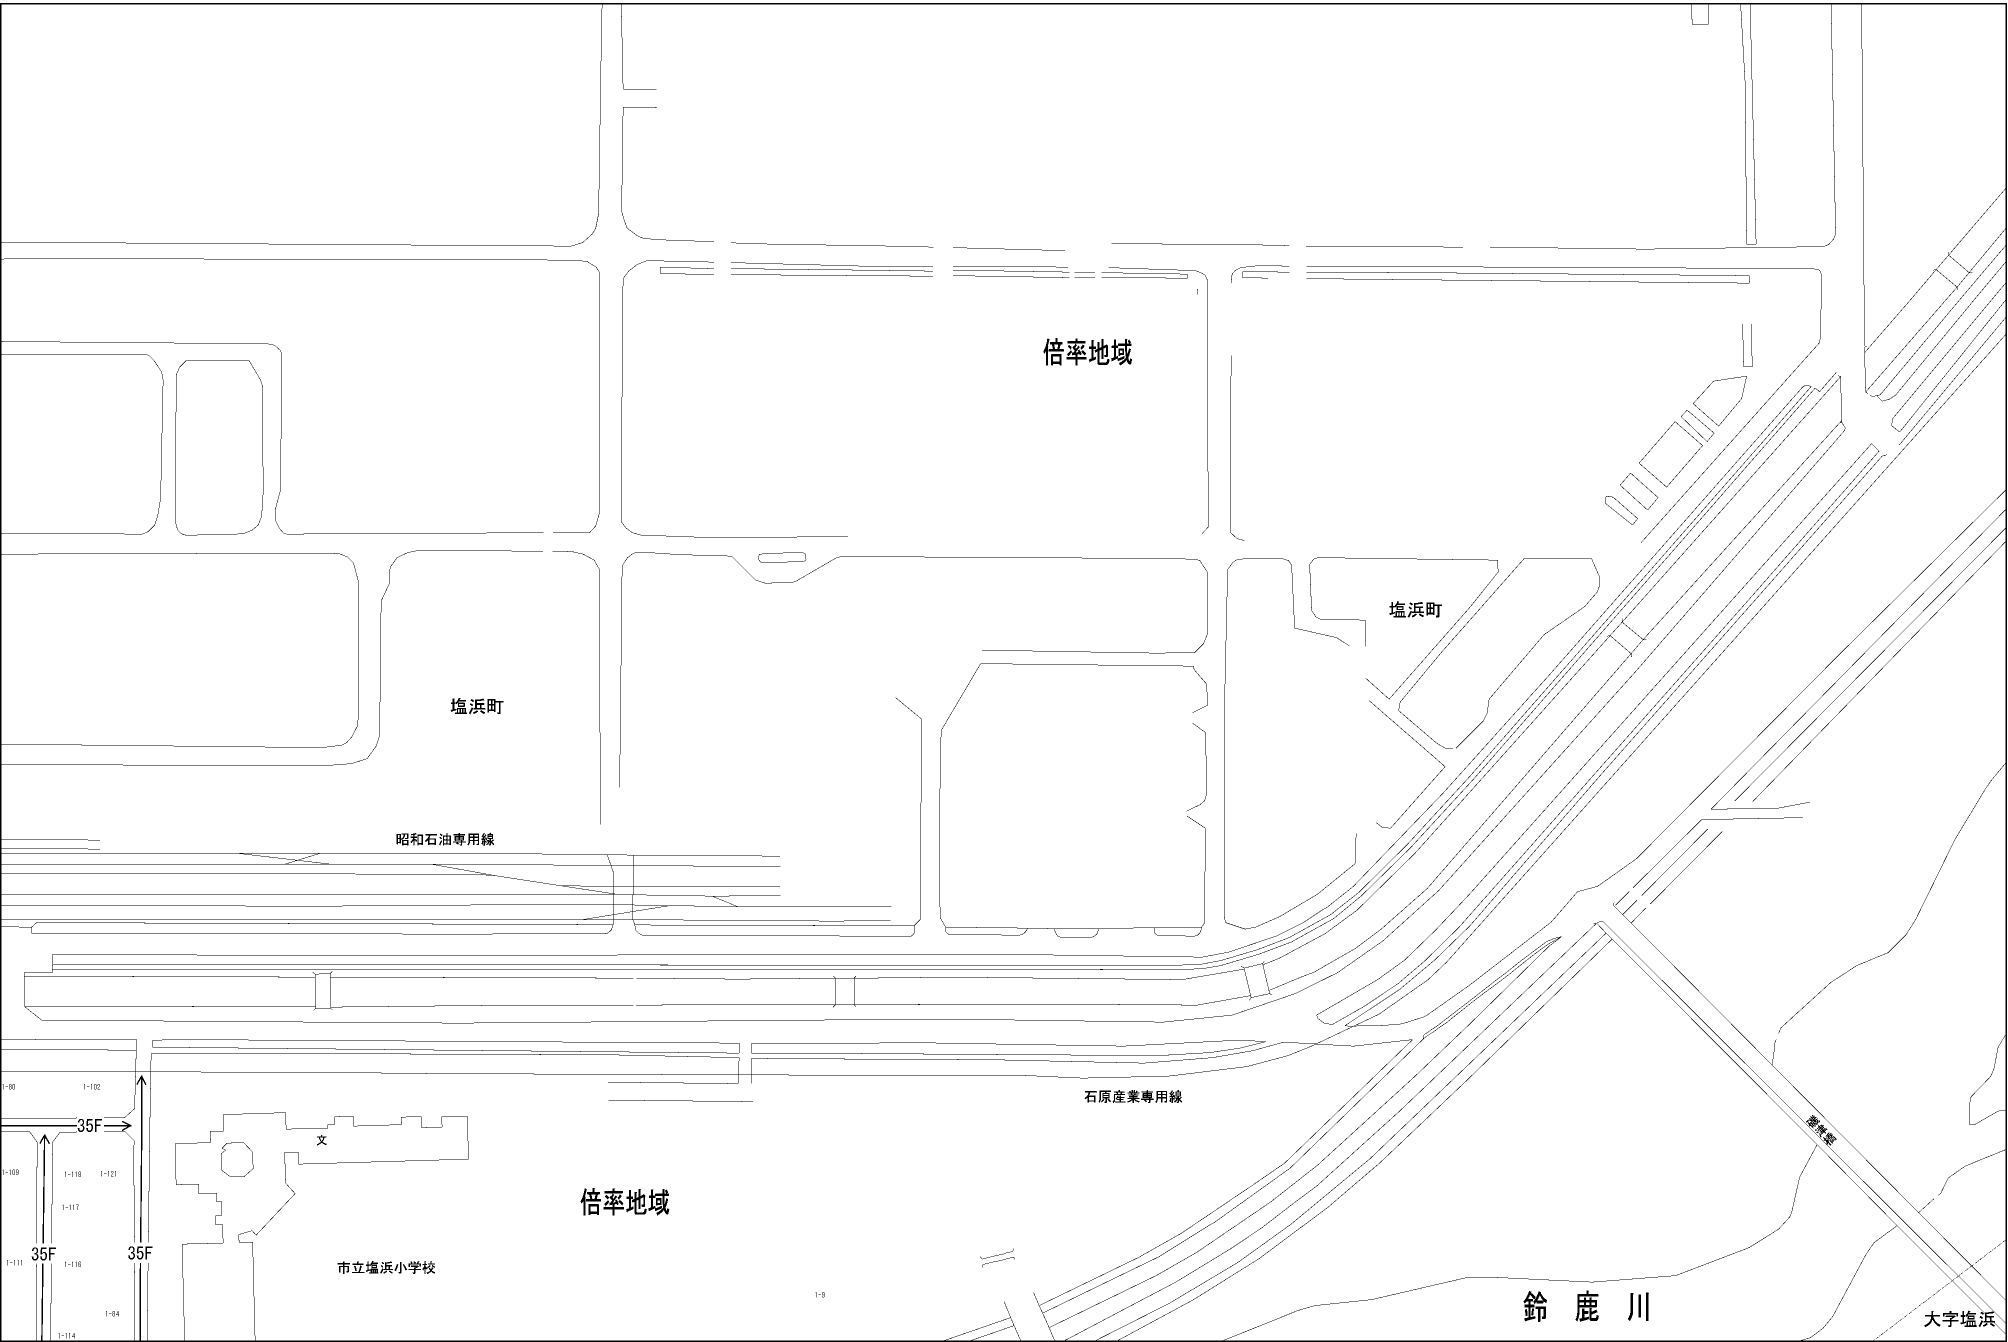 倍率地域
塩浜町
塩浜町
昭和石油専用線
石原産業専用線
1-80
1-102
35F
文
1-109
1-118
1-121
1-117
倍率地域
35F
35F
1-111
1-116
市立塩浜小学校
1-9
1-84
1-114
鈴鹿川
大字塩浜